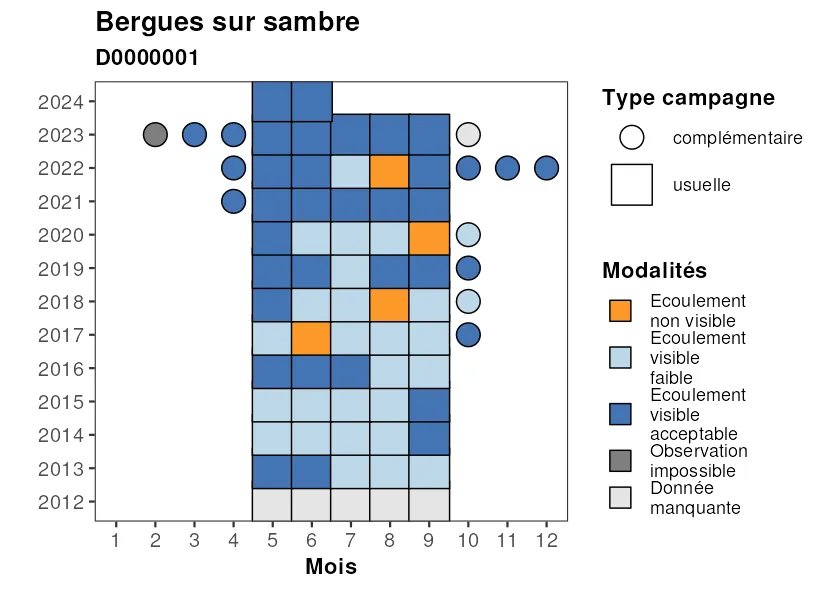 Bergues sur sambre
D0000001
2024
2023
2022
2021
2020
2019
2018
2017
2016
2015
2014
2013
2012
1 2 3 4 5 6 7 8 9 10 11 12
Mois
Type campagne
complémentaire
usuelle
Modalités
Ecoulement
non visible
Ecoulement
visible
faible
Ecoulement
visible
acceptable
Observation
impossible
Donnée
manquante